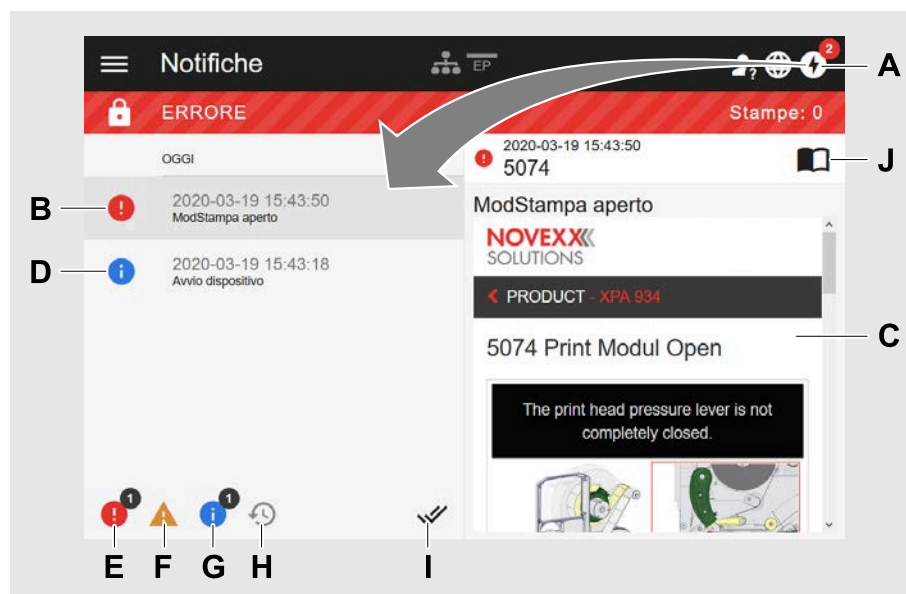 Notifiche
EP
2
A
ERRORE
Stampe: 0
OGGI
2020-03-19 15:43:50
5074
J
B
2020-03-19 15:43:50
ModStampa aperto
ModStampa aperto
NOVEXX
SOLUTIONS
D
2020-03-19 15:43:18
Avvio dispositivo
PRODUCT - XPA 934
C
5074 Print Modul Open
The print head pressure lever is not
completely closed.
1
1
E
F
G
H
I